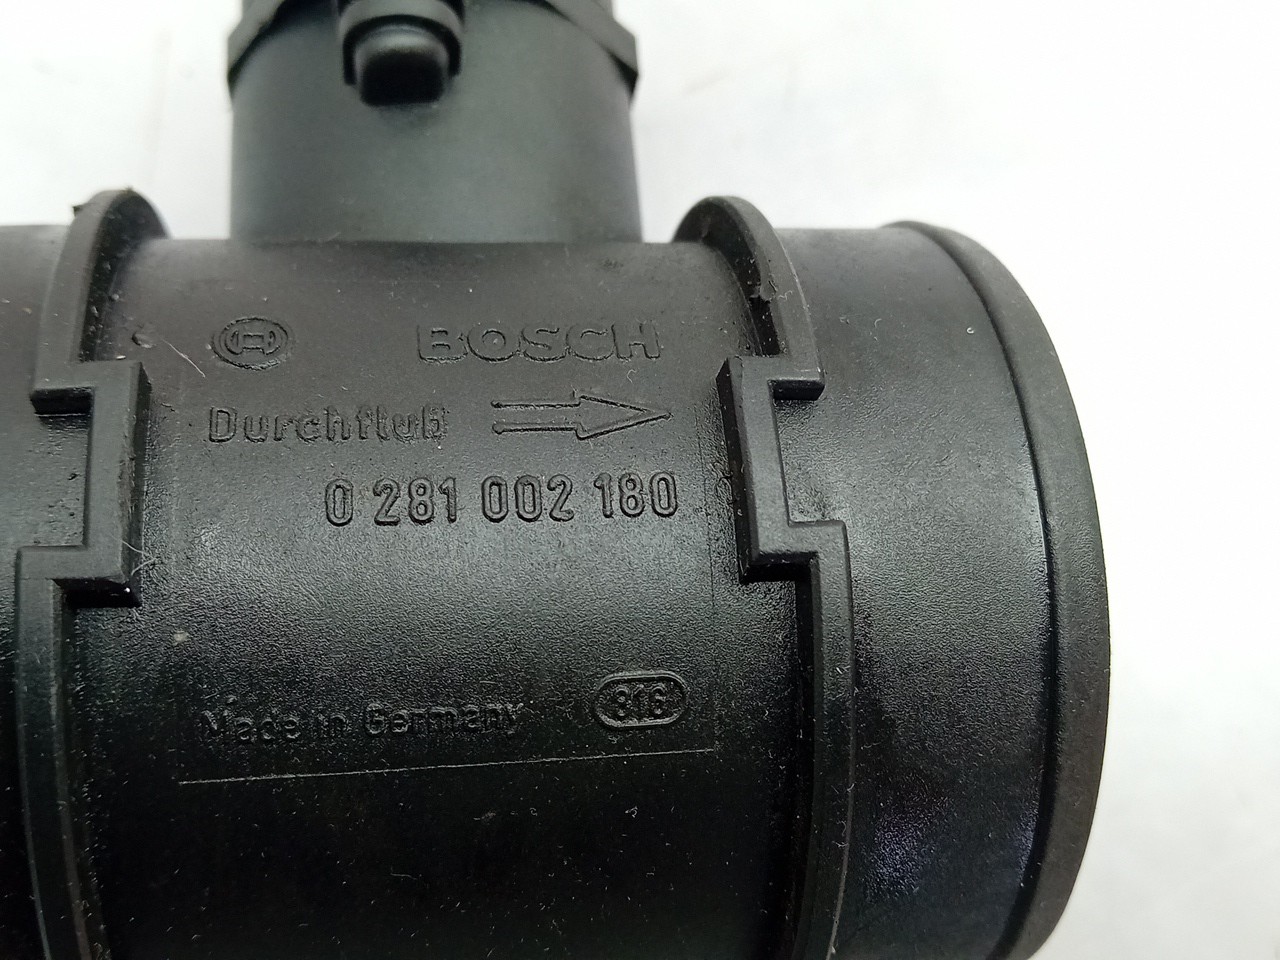 BOSCH
Durchfluß
0 281 002 180
Made in Germany 816